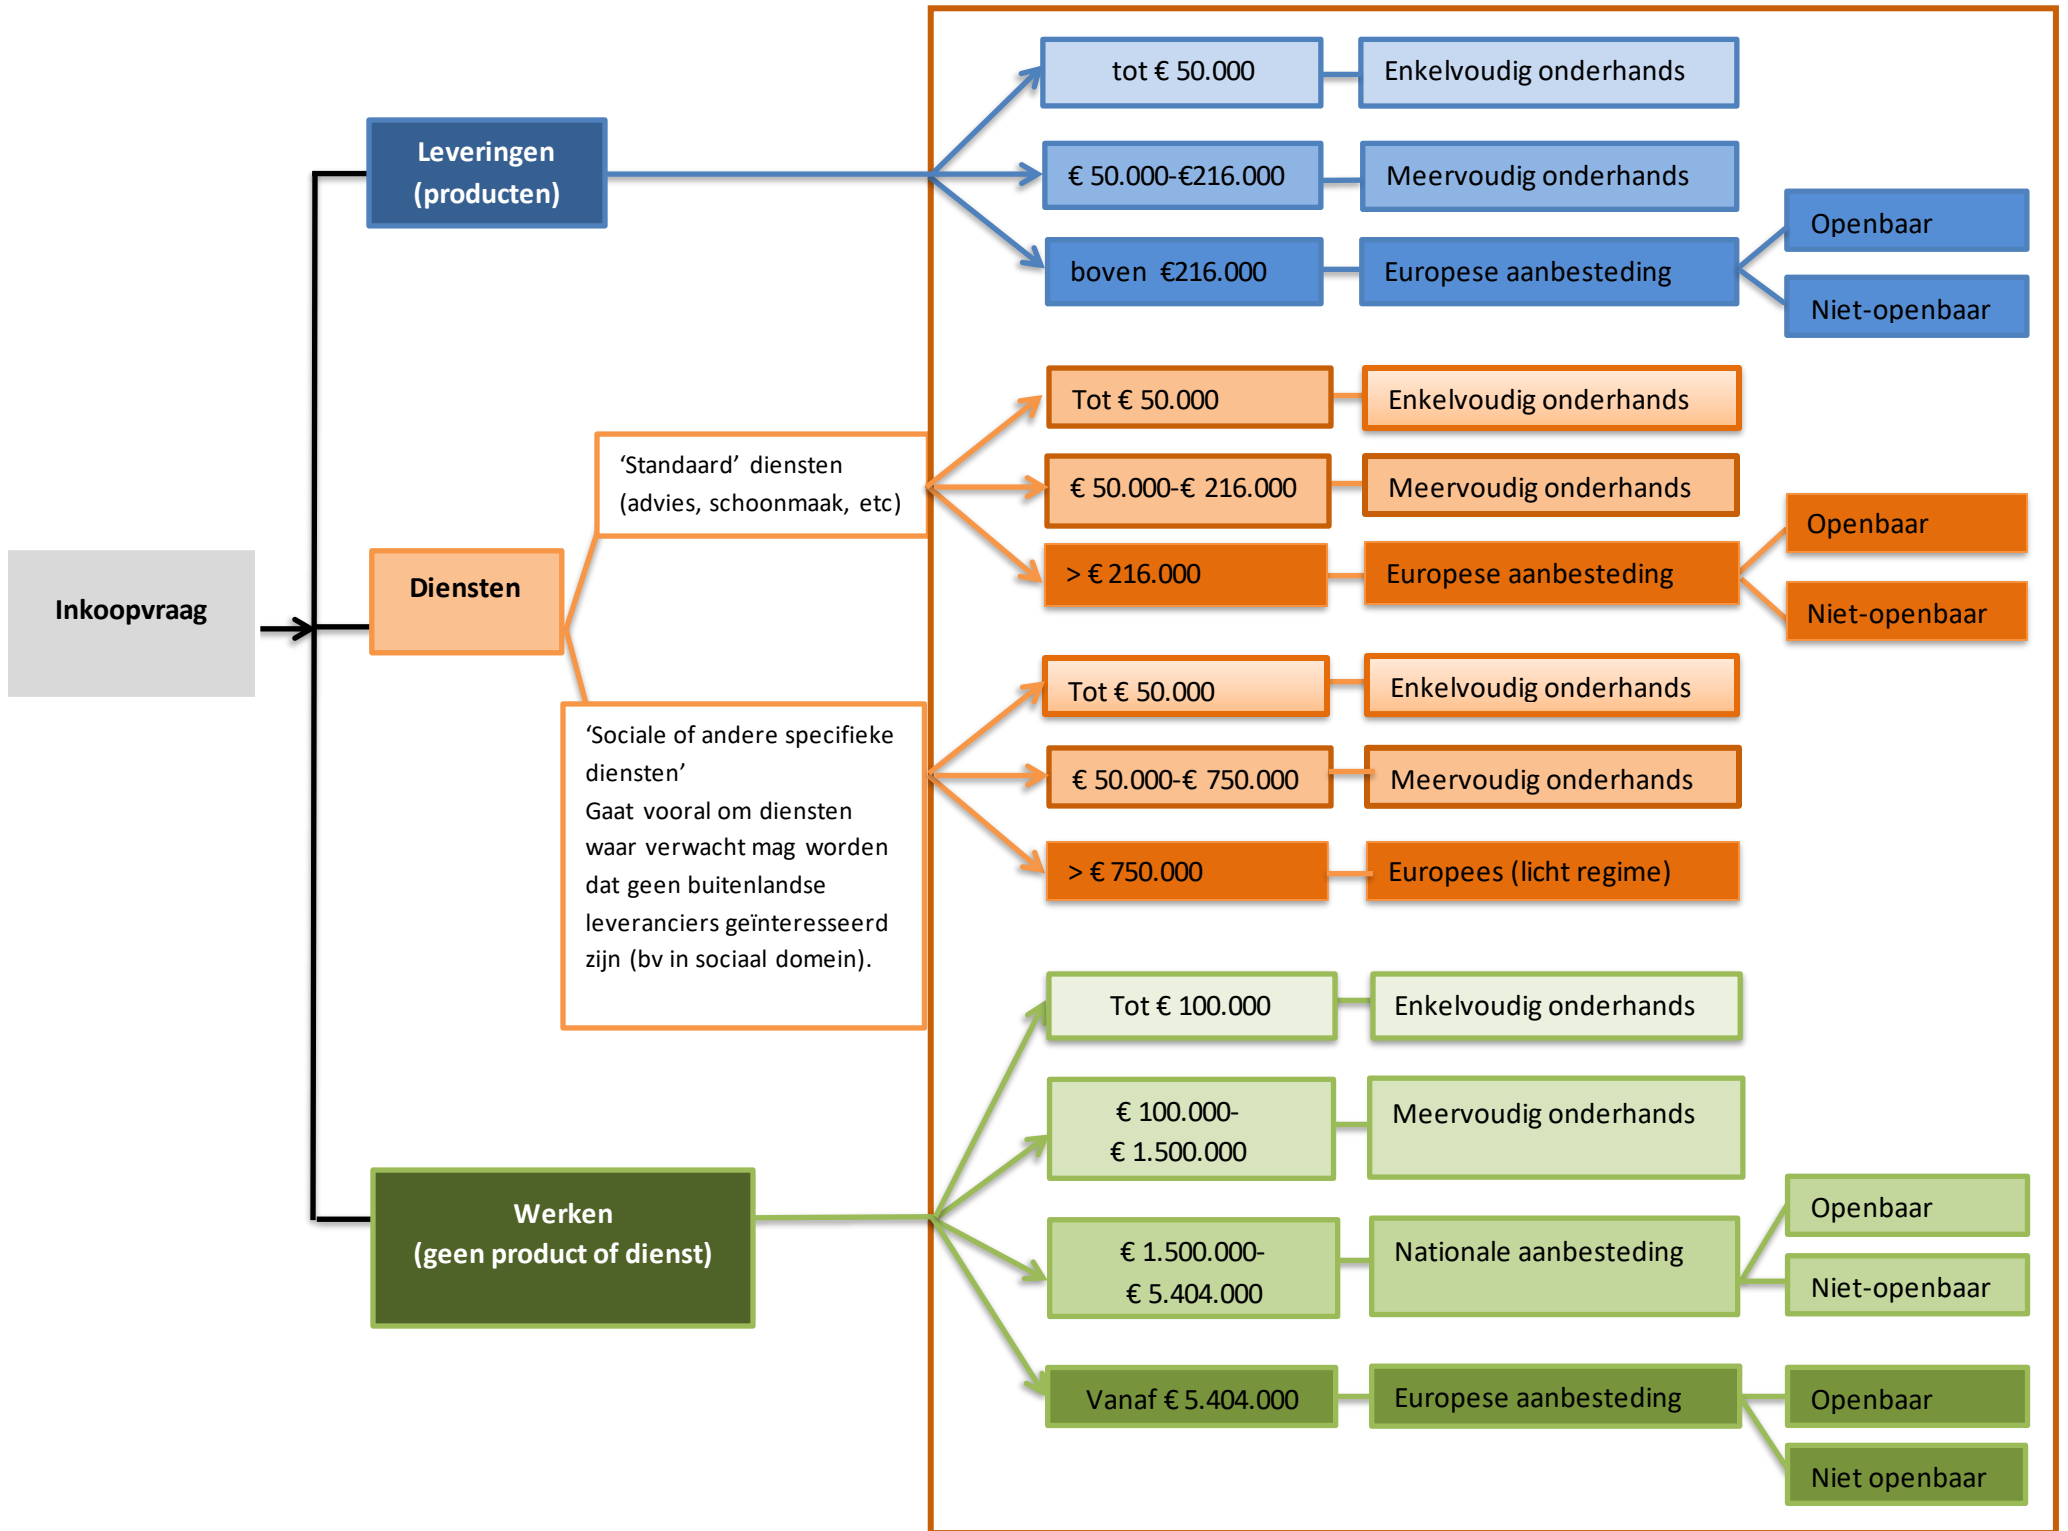 Inkoopvraag
Leveringen
(producten)
tot € 50.000
Enkelvoudig onderhands
€ 50.000-€216.000
Meervoudig onderhands
boven €216.000
Europese aanbesteding
Openbaar
Niet-openbaar
Diensten
‘Standaard’ diensten
(advies, schoonmaak, etc)
Tot € 50.000
Enkelvoudig onderhands
€ 50.000-€ 216.000
Meervoudig onderhands
> € 216.000
Europese aanbesteding
Openbaar
Niet-openbaar
‘Sociale of andere specifieke
diensten’
Gaat vooral om diensten
waar verwacht mag worden
dat geen buitenlandse
leveranciers geïnteresseerd
zijn (bv in sociaal domein).
Tot € 50.000
Enkelvoudig onderhands
€ 50.000-€ 750.000
Meervoudig onderhands
> € 750.000
Europees (licht regime)
Werken
(geen product of dienst)
Tot € 100.000
Enkelvoudig onderhands
€ 100.000-
€ 1.500.000
Meervoudig onderhands
€ 1.500.000-
€ 5.404.000
Nationale aanbesteding
Openbaar
Niet-openbaar
Vanaf € 5.404.000
Europese aanbesteding
Openbaar
Niet openbaar